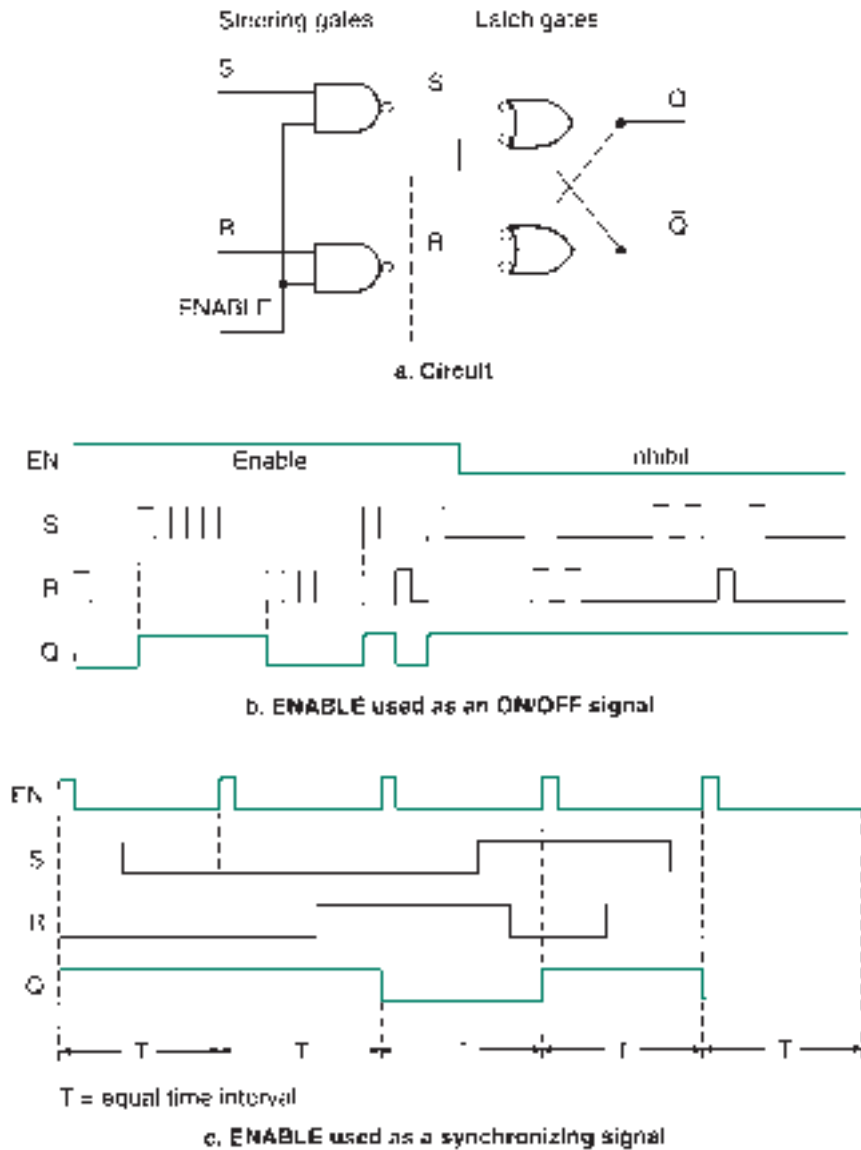 Steering gates
Latch gates
S
S
Q
R
R
Q̄
ENABLE
a. Circuit
EN
Enable
nhibit
S
R
Q
b. ENABLE used as an ON/OFF signal
EN
S
R
Q
T T T T
T = equal time interval
c. ENABLE used as a synchronizing signal